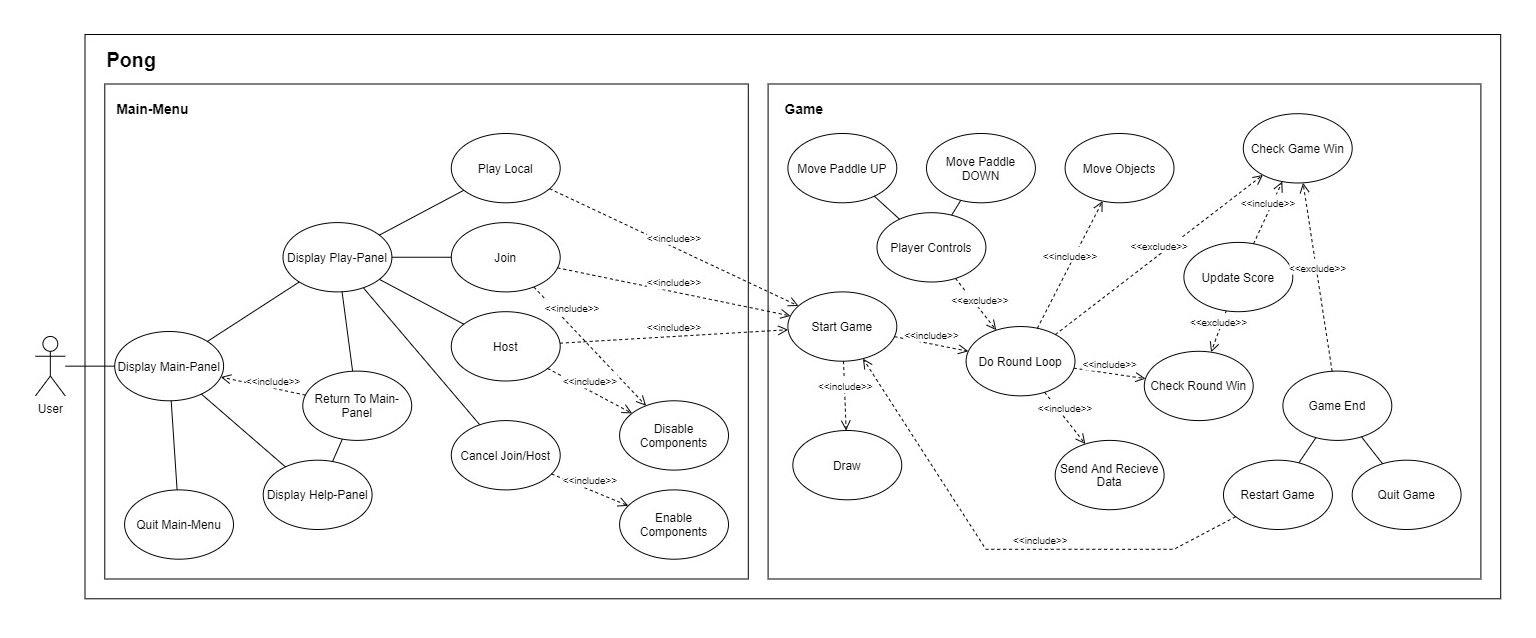 Pong
Main-Menu
Play Local
Display Play-Panel
Join
Host
<<include>>
<<include>>
<<include>>
<<include>>
<<include>>
Display Main-Panel
<<include>>
Return To Main-
Panel
User
Disable
Components
Cancel Join/Host
<<include>>
Display Help-Panel
Quit Main-Menu
Enable
Components
Game
Move Paddle UP
Move Paddle
DOWN
Move Objects
Check Game Win
<<include>>
Player Controls
<<exclude>>
<<include>>
<<exclude>>
Update Score
<<exclude>>
<<exclude>>
Start Game
<<include>>
Do Round Loop
<<include>>
Check Round Win
<<include>>
<<include>>
Game End
Draw
Send And Recieve
Data
Restart Game
Quit Game
<<include>>